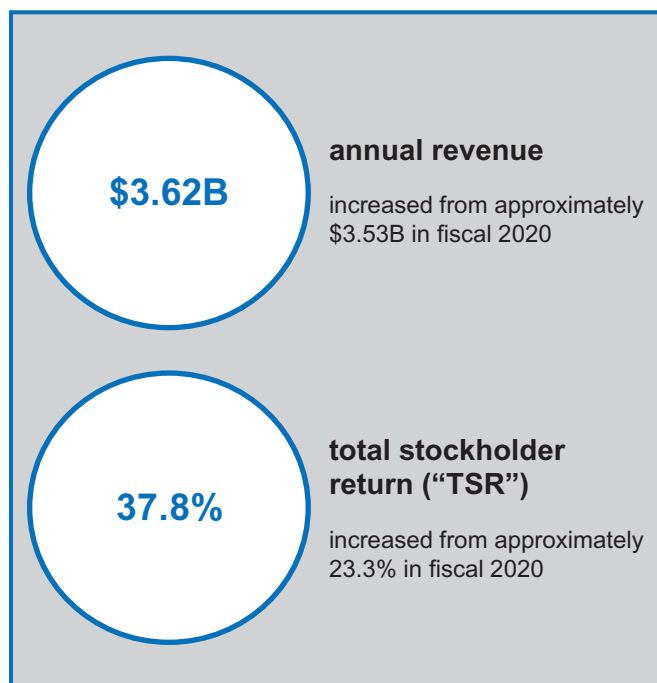 $3.62B
annual revenue
increased from approximately
$3.53B in fiscal 2020
37.8%
total stockholder
return (“TSR”)
increased from approximately
23.3% in fiscal 2020